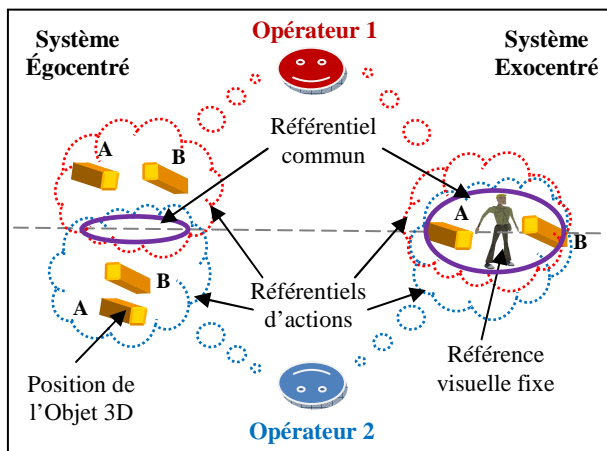 Système
Égocentré
Opérateur 1
Système
Exocentré
Référentiel
commun
A
B
A
B
B
A
Référentiels
d’actions
Position de
l’Objet 3D
Référence
visuelle fixe
Opérateur 2